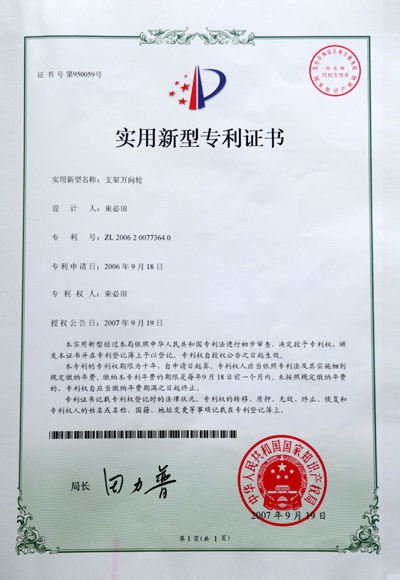 证书号第950059号
实用新型专利证书
实用新型名称：支架万向轮
设计人：束必田
专利号：ZL 2006 2 0077364.0
专利申请日：2006年9月18日
专利权人：束必田
授权公告日：2007年9月19日
本实用新型经过本局依照中华人民共和国专利法进行初步审查，决定授予专利权，颁
发本证书并在专利登记簿上予以登记。专利权自授权公告之日起生效。
本专利的专利权期限为十年，自申请日起算。专利权人应当依照专利法及其实施细则
规定缴纳年费。缴纳本专利年费的期限是每年9月18日前一个月内。未按照规定缴纳年
费的，专利权自应当缴纳年费期满之日起终止。
专利证书记载专利权登记时的法律状况。专利权的转移、质押、无效、终止、恢复和
专利权人的姓名或名称、国籍、地址变更等事项记载在专利登记簿上。
局长
田力普
中华人民共和国国家知识产权局
2007年9月19日
第1页(共1页)